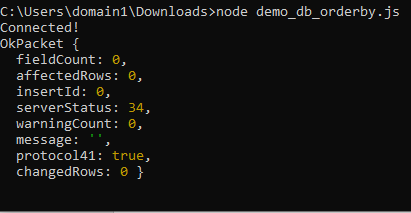 C:\Users\domain1\Downloads>node demo_db_orderby.js
Connected!
OkPacket {
  fieldCount: 0,
  affectedRows: 0,
  insertId: 0,
  serverStatus: 34,
  warningCount: 0,
  message: '',
  protocol41: true,
  changedRows: 0 }